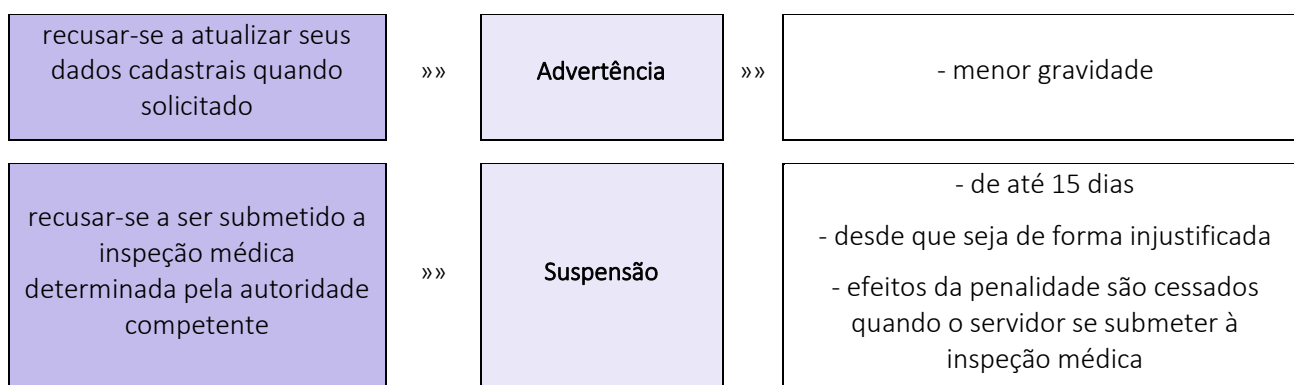 recusar-se a atualizar seus
dados cadastrais quando
solicitado
»»
Advertência
»»
- menor gravidade
recusar-se a ser submetido a
inspeção médica
determinada pela autoridade
competente
»»
Suspensão
- de até 15 dias
- desde que seja de forma injustificada
- efeitos da penalidade são cessados
quando o servidor se submeter à
inspeção médica